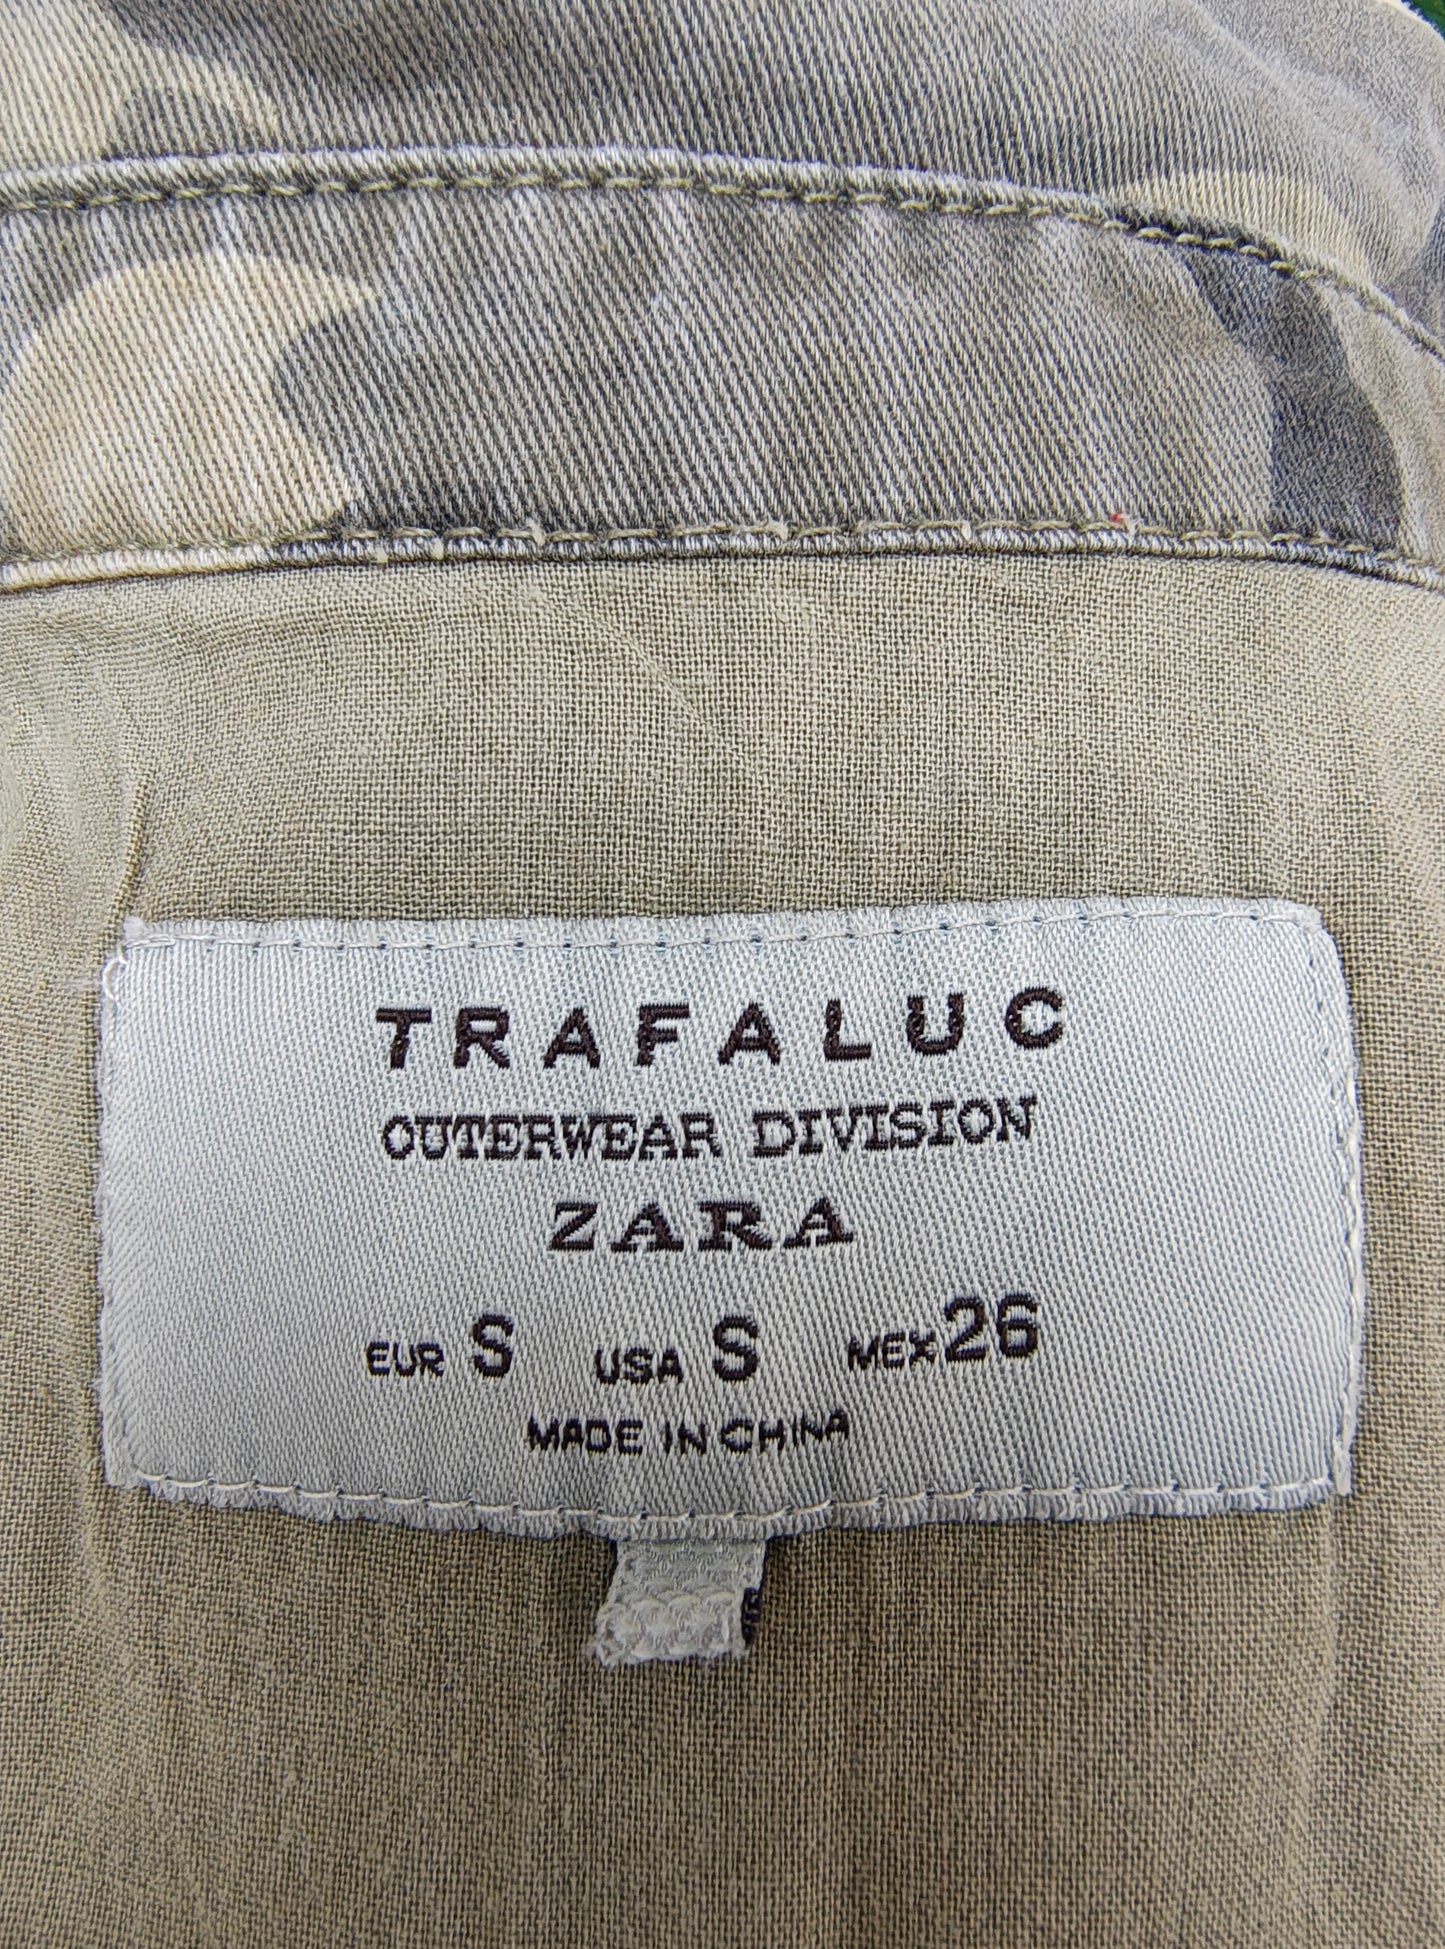 TRAFALUC
OUTERWEAR DIVISION
ZARA
EUR S USA S MEX 26
MADE IN CHINA